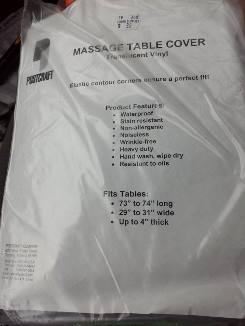 POSTCRAFT
MASSAGE TABLE COVER
Translucent Vinyl
Elastic contour corners ensure a perfect fit!
Product Features:
• Waterproof
• Stain resistant
• Non-allergenic
• Noiseless
• Wrinkle-free
• Heavy duty
• Hand wash, wipe dry
• Resistant to oils
Fits Tables:
• 73" to 74" long
• 29" to 31" wide
• Up to 4" thick